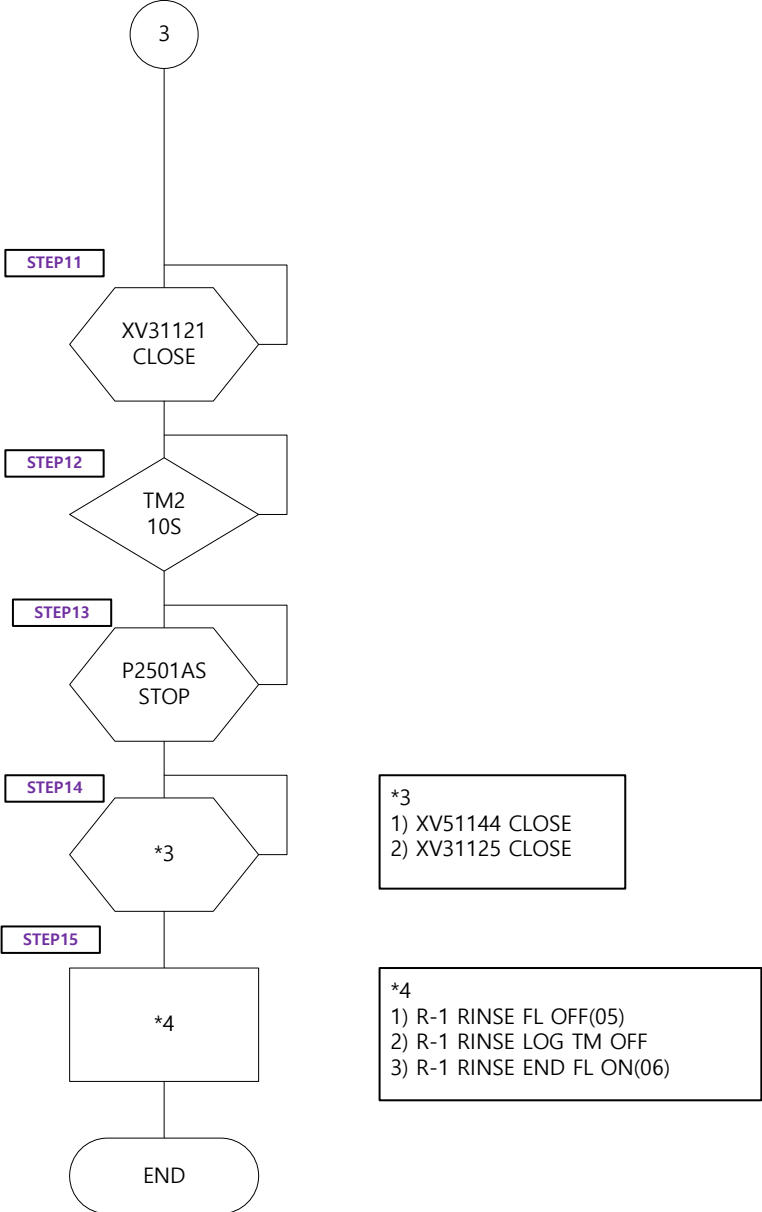 3
STEP11
XV31121
CLOSE
STEP12
TM2
10S
STEP13
P2501AS
STOP
STEP14
*3
*3
1) XV51144 CLOSE
2) XV31125 CLOSE
STEP15
*4
*4
1) R-1 RINSE FL OFF(05)
2) R-1 RINSE LOG TM OFF
3) R-1 RINSE END FL ON(06)
END